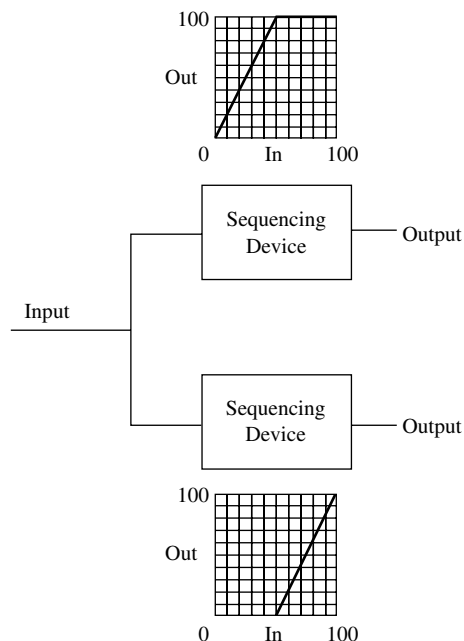 100
Out
0 In 100
Sequencing
Device
Output
Input
Sequencing
Device
Output
100
Out
0 In 100